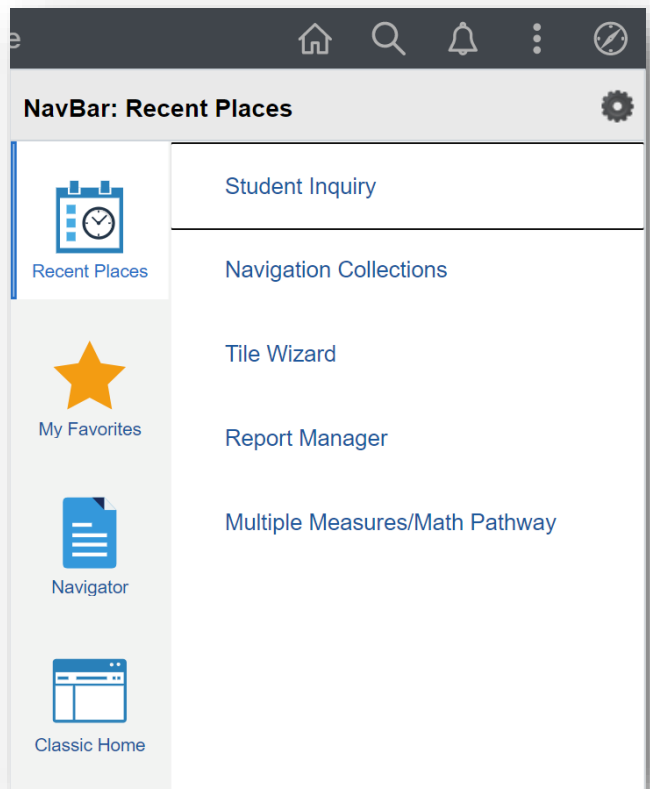 e
NavBar: Recent Places
Recent Places
Student Inquiry
Navigation Collections
Tile Wizard
Report Manager
Multiple Measures/Math Pathway
My Favorites
Navigator
Classic Home